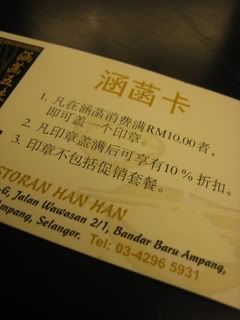 涵菡卡
1. 凡在涵菡消费满RM10.00者,
即可盖一个印章。
2. 凡印章盖满后可享有10％折扣。
3. 印章不包括促销套餐。
STORAN HAN HAN
-G, Jalan Wawasan 2/1, Bandar Baru Ampang,
mpang, Selangor. Tel: 03-4296 5931